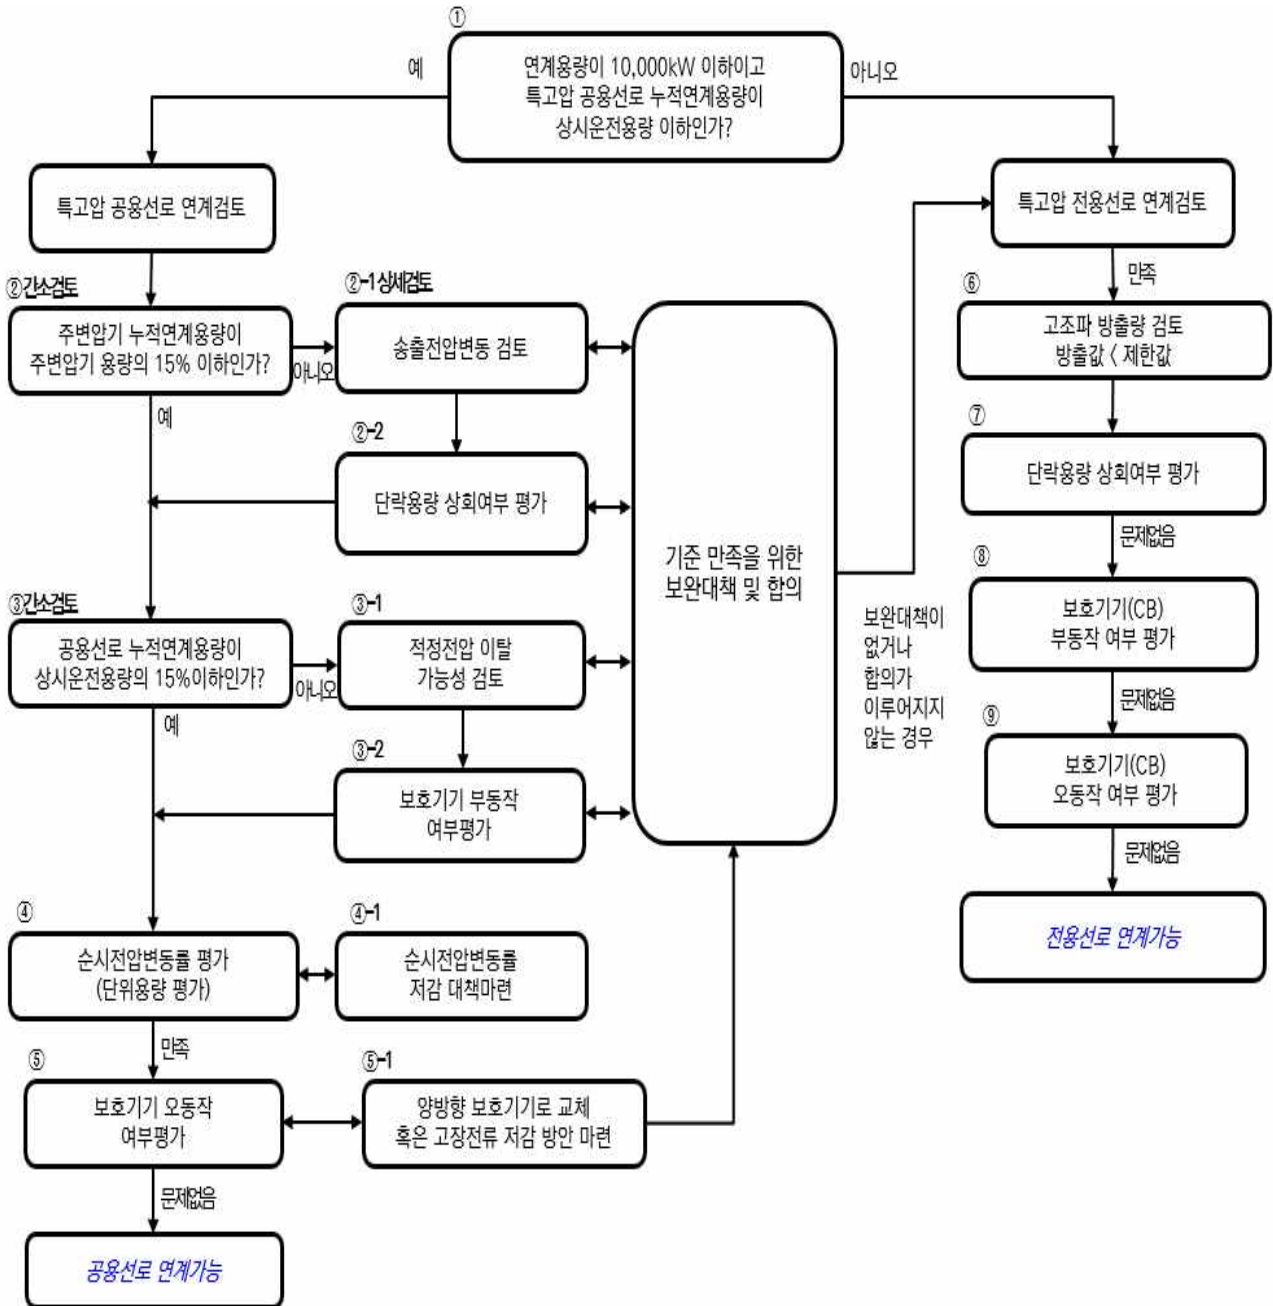 ①
연계용량이 10,000kW 이하이고
특고압 공용선로 누적연계용량이
상시운전용량 이하인가?
예
아니오
특고압 공용선로 연계검토
특고압 전용선로 연계검토
②간소검토
주변압기 누적연계용량이
주변압기 용량의 15% 이하인가?
아니오
예
②-1 상세검토
송출전압변동 검토
②-2
단락용량 상회여부 평가
③간소검토
공용선로 누적연계용량이
상시운전용량의 15%이하인가?
아니오
예
③-1
적정전압 이탈
가능성 검토
③-2
보호기기 부동작
여부평가
기준 만족을 위한
보완대책 및 합의
보완대책이
없거나
합의가
이루어지지
않는 경우
④
순시전압변동률 평가
(단위용량 평가)
④-1
순시전압변동률
저감 대책마련
만족
⑤
보호기기 오동작
여부평가
⑤-1
양방향 보호기기로 교체
혹은 고장전류 저감 방안 마련
문제없음
공용선로 연계가능
만족
⑥
고조파 방출량 검토
방출값 < 제한값
⑦
단락용량 상회여부 평가
문제없음
⑧
보호기기(CB)
부동작 여부 평가
문제없음
⑨
보호기기(CB)
오동작 여부 평가
문제없음
전용선로 연계가능